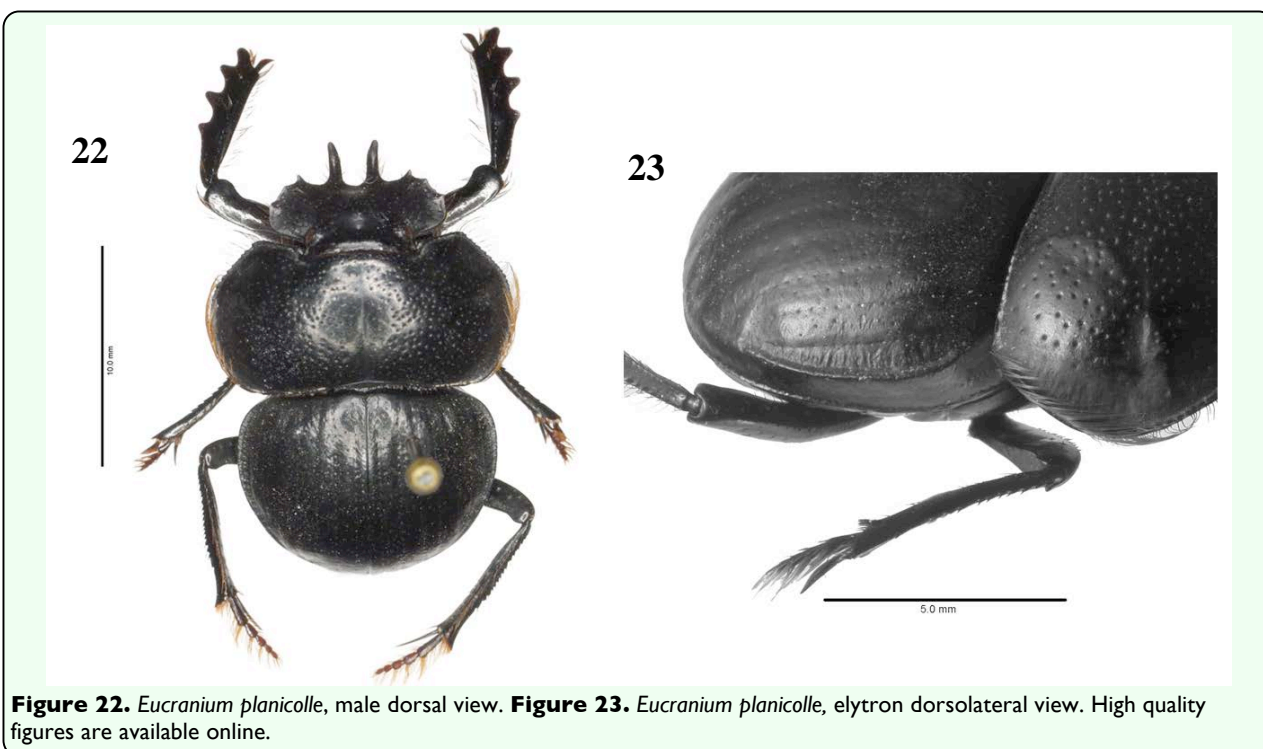 22
23
10.0 mm
5.0 mm
Figure 22. Eucranium planicolle, male dorsal view. Figure 23. Eucranium planicolle, elytron dorsolateral view. High quality
figures are available online.